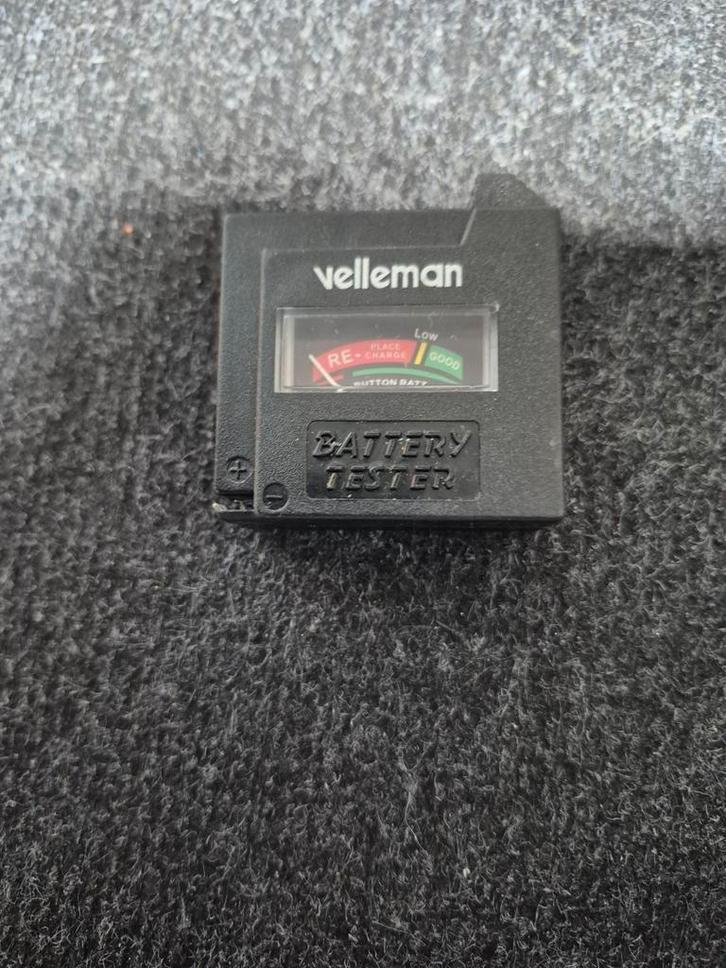 velleman
LOW
RE-
PLACE
CHARGE
GOOD
BUTTON BATT.
BATTERY
TESTER
+
−